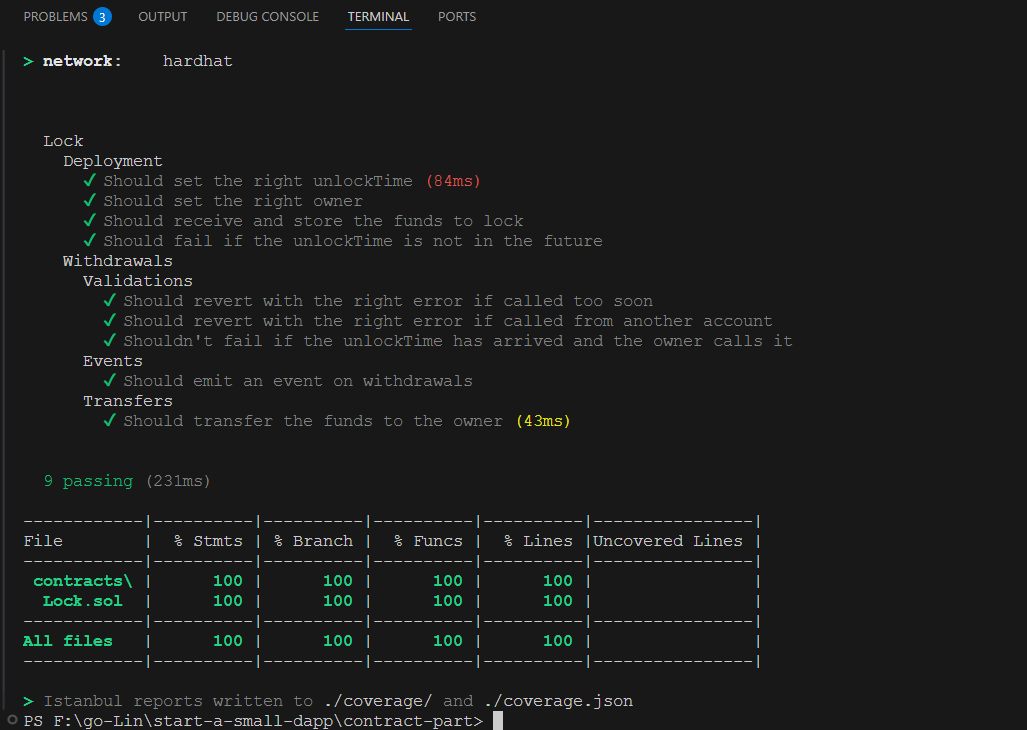 PROBLEMS 3 OUTPUT DEBUG CONSOLE TERMINAL PORTS
> network:    hardhat
Lock
Deployment
✓ Should set the right unlockTime (84ms)
✓ Should set the right owner
✓ Should receive and store the funds to lock
✓ Should fail if the unlockTime is not in the future
Withdrawals
Validations
✓ Should revert with the right error if called too soon
✓ Should revert with the right error if called from another account
✓ Shouldn't fail if the unlockTime has arrived and the owner calls it
Events
✓ Should emit an event on withdrawals
Transfers
✓ Should transfer the funds to the owner (43ms)
9 passing (231ms)
------------|----------|----------|----------|----------|----------------|
File        |  % Stmts | % Branch |  % Funcs |  % Lines |Uncovered Lines |
------------|----------|----------|----------|----------|----------------|
 contracts\ |      100 |      100 |      100 |      100 |                |
  Lock.sol  |      100 |      100 |      100 |      100 |                |
------------|----------|----------|----------|----------|----------------|
All files   |      100 |      100 |      100 |      100 |                |
------------|----------|----------|----------|----------|----------------|
> Istanbul reports written to ./coverage/ and ./coverage.json
PS F:\go-Lin\start-a-small-dapp\contract-part>